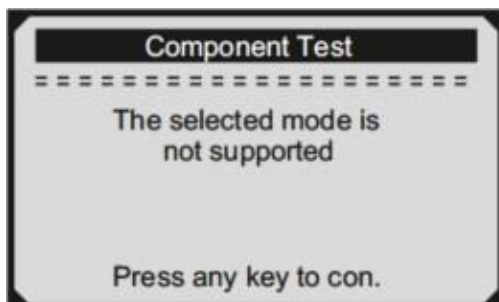 Component Test
= = = = = = = = = = = = = = = = = = = = =
The selected mode is
not supported
Press any key to con.